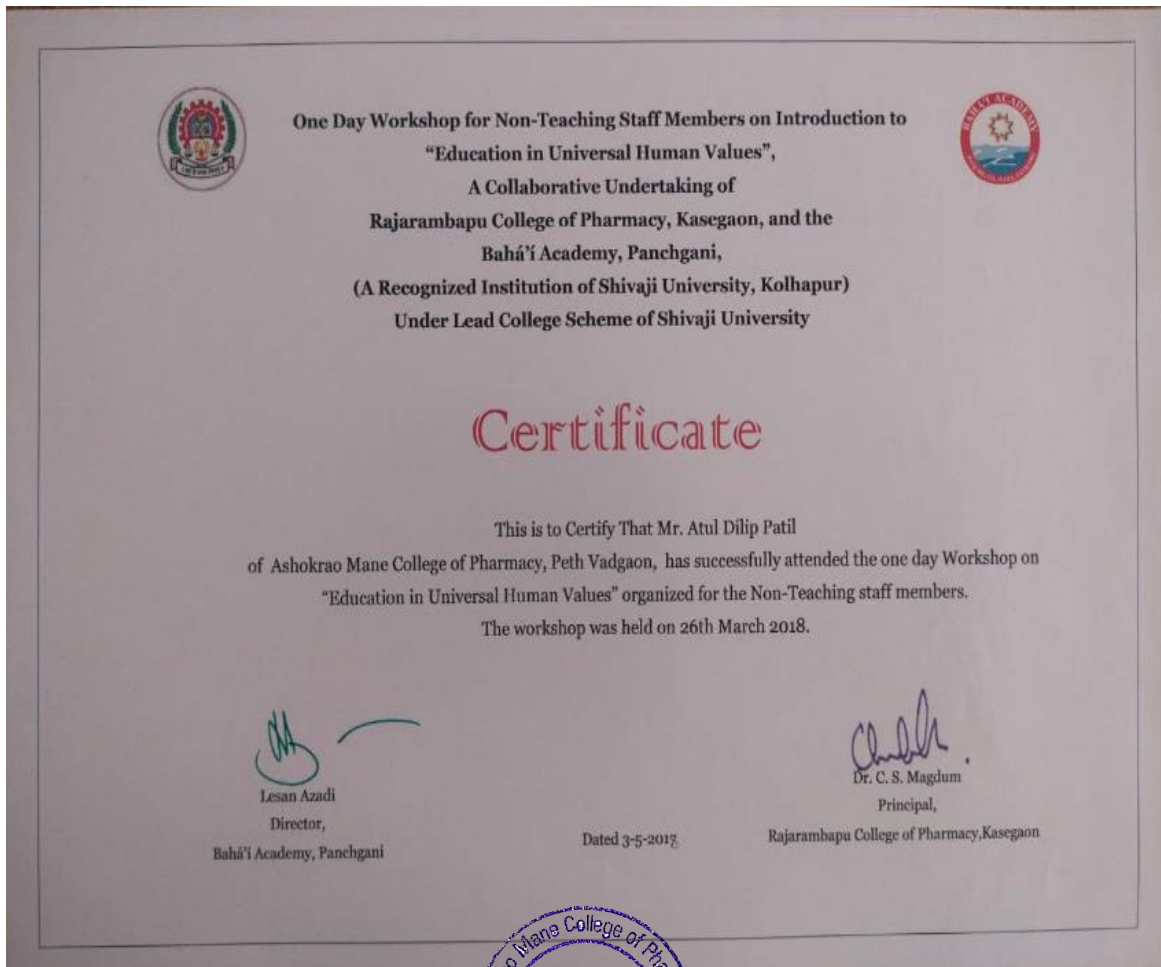 One Day Workshop for Non-Teaching Staff Members on Introduction to
“Education in Universal Human Values”,
A Collaborative Undertaking of
Rajarambapu College of Pharmacy, Kasegaon, and the
Bahá’í Academy, Panchgani,
(A Recognized Institution of Shivaji University, Kolhapur)
Under Lead College Scheme of Shivaji University
BAHÁ'Í ACADEMY
Certificate
This is to Certify That Mr. Atul Dilip Patil
of Ashokrao Mane College of Pharmacy, Peth Vadgaon, has successfully attended the one day Workshop on
“Education in Universal Human Values” organized for the Non-Teaching staff members.
The workshop was held on 26th March 2018.
Lesan Azadi
Director,
Bahá’í Academy, Panchgani
Dated 3-5-2017
Dr. C. S. Magdum
Principal,
Rajarambapu College of Pharmacy,Kasegaon
Mane College of